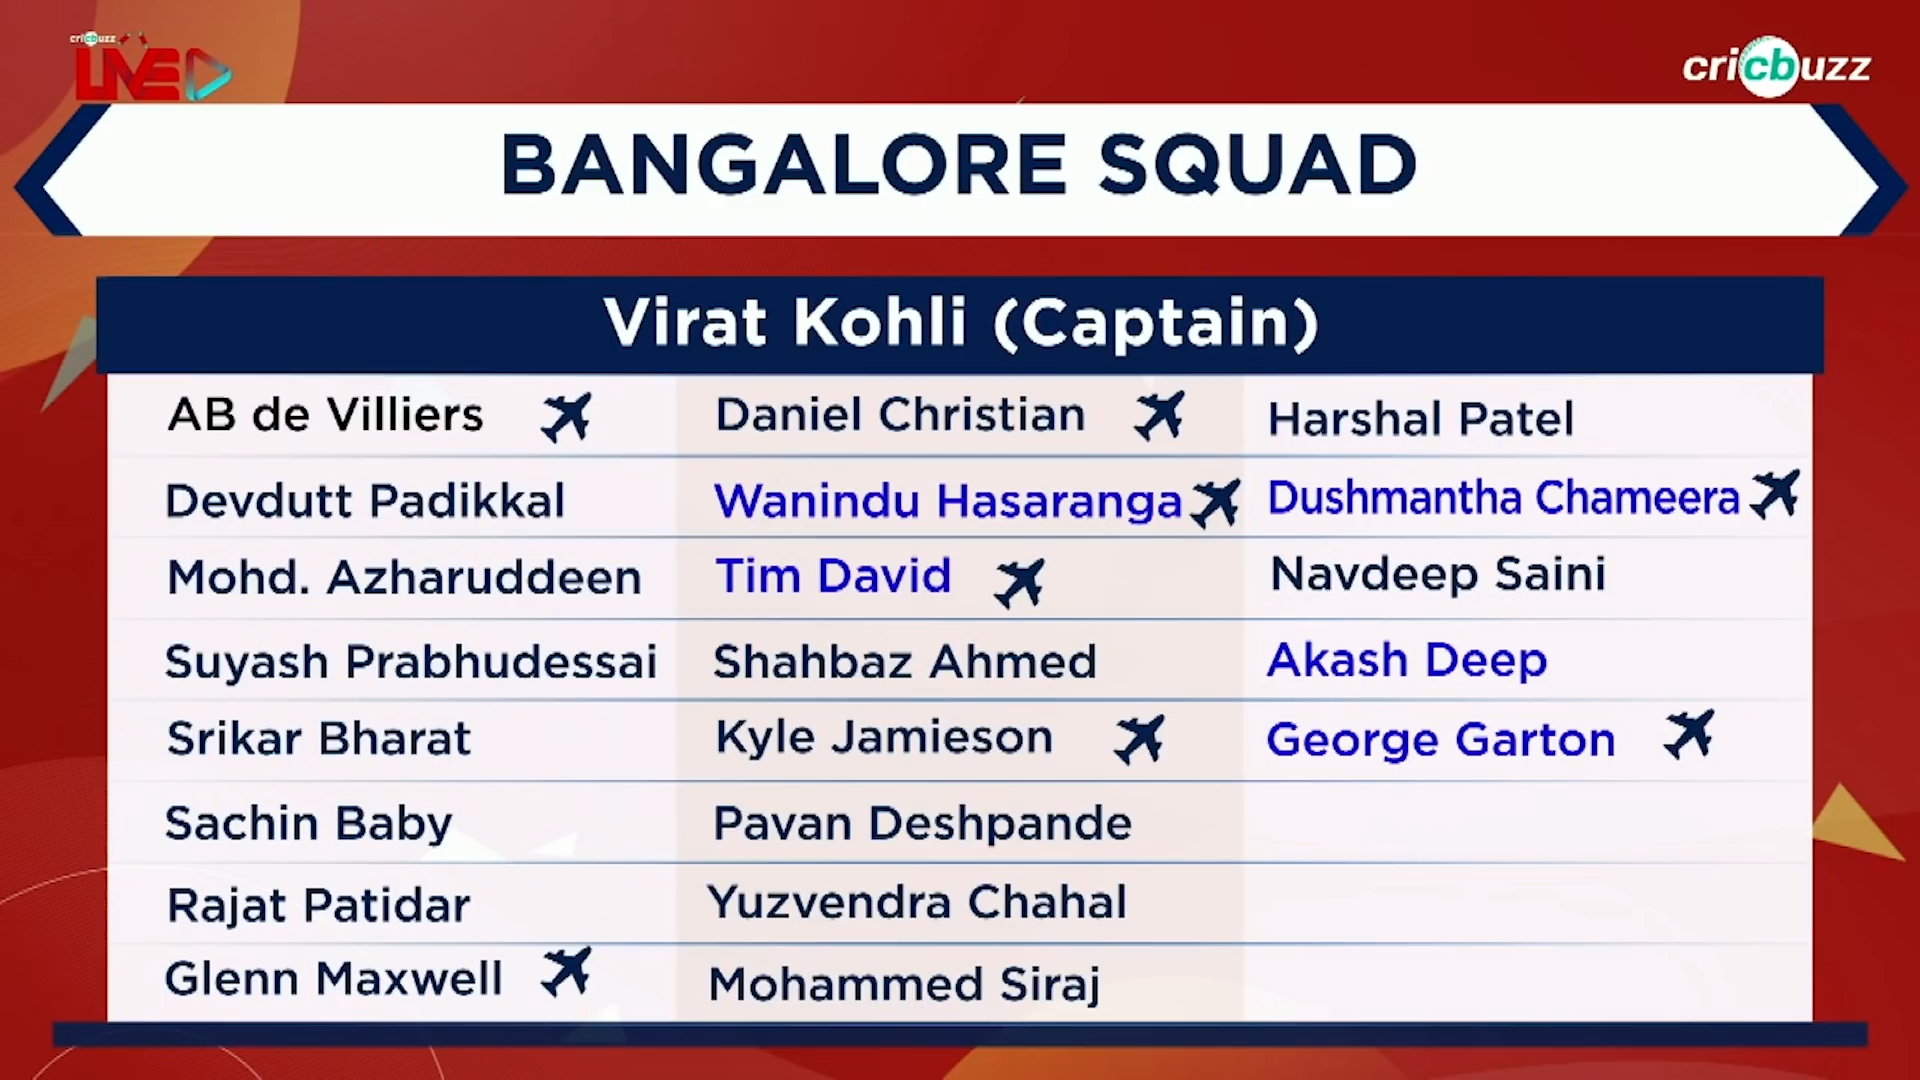 cricbuzz
LIVE
cricbuzz
BANGALORE SQUAD
Virat Kohli (Captain)
AB de Villiers
Daniel Christian
Harshal Patel
Devdutt Padikkal
Wanindu Hasaranga
Dushmantha Chameera
Mohd. Azharuddeen
Tim David
Navdeep Saini
Suyash Prabhudessai
Shahbaz Ahmed
Akash Deep
Srikar Bharat
Kyle Jamieson
George Garton
Sachin Baby
Pavan Deshpande
Rajat Patidar
Yuzvendra Chahal
Glenn Maxwell
Mohammed Siraj